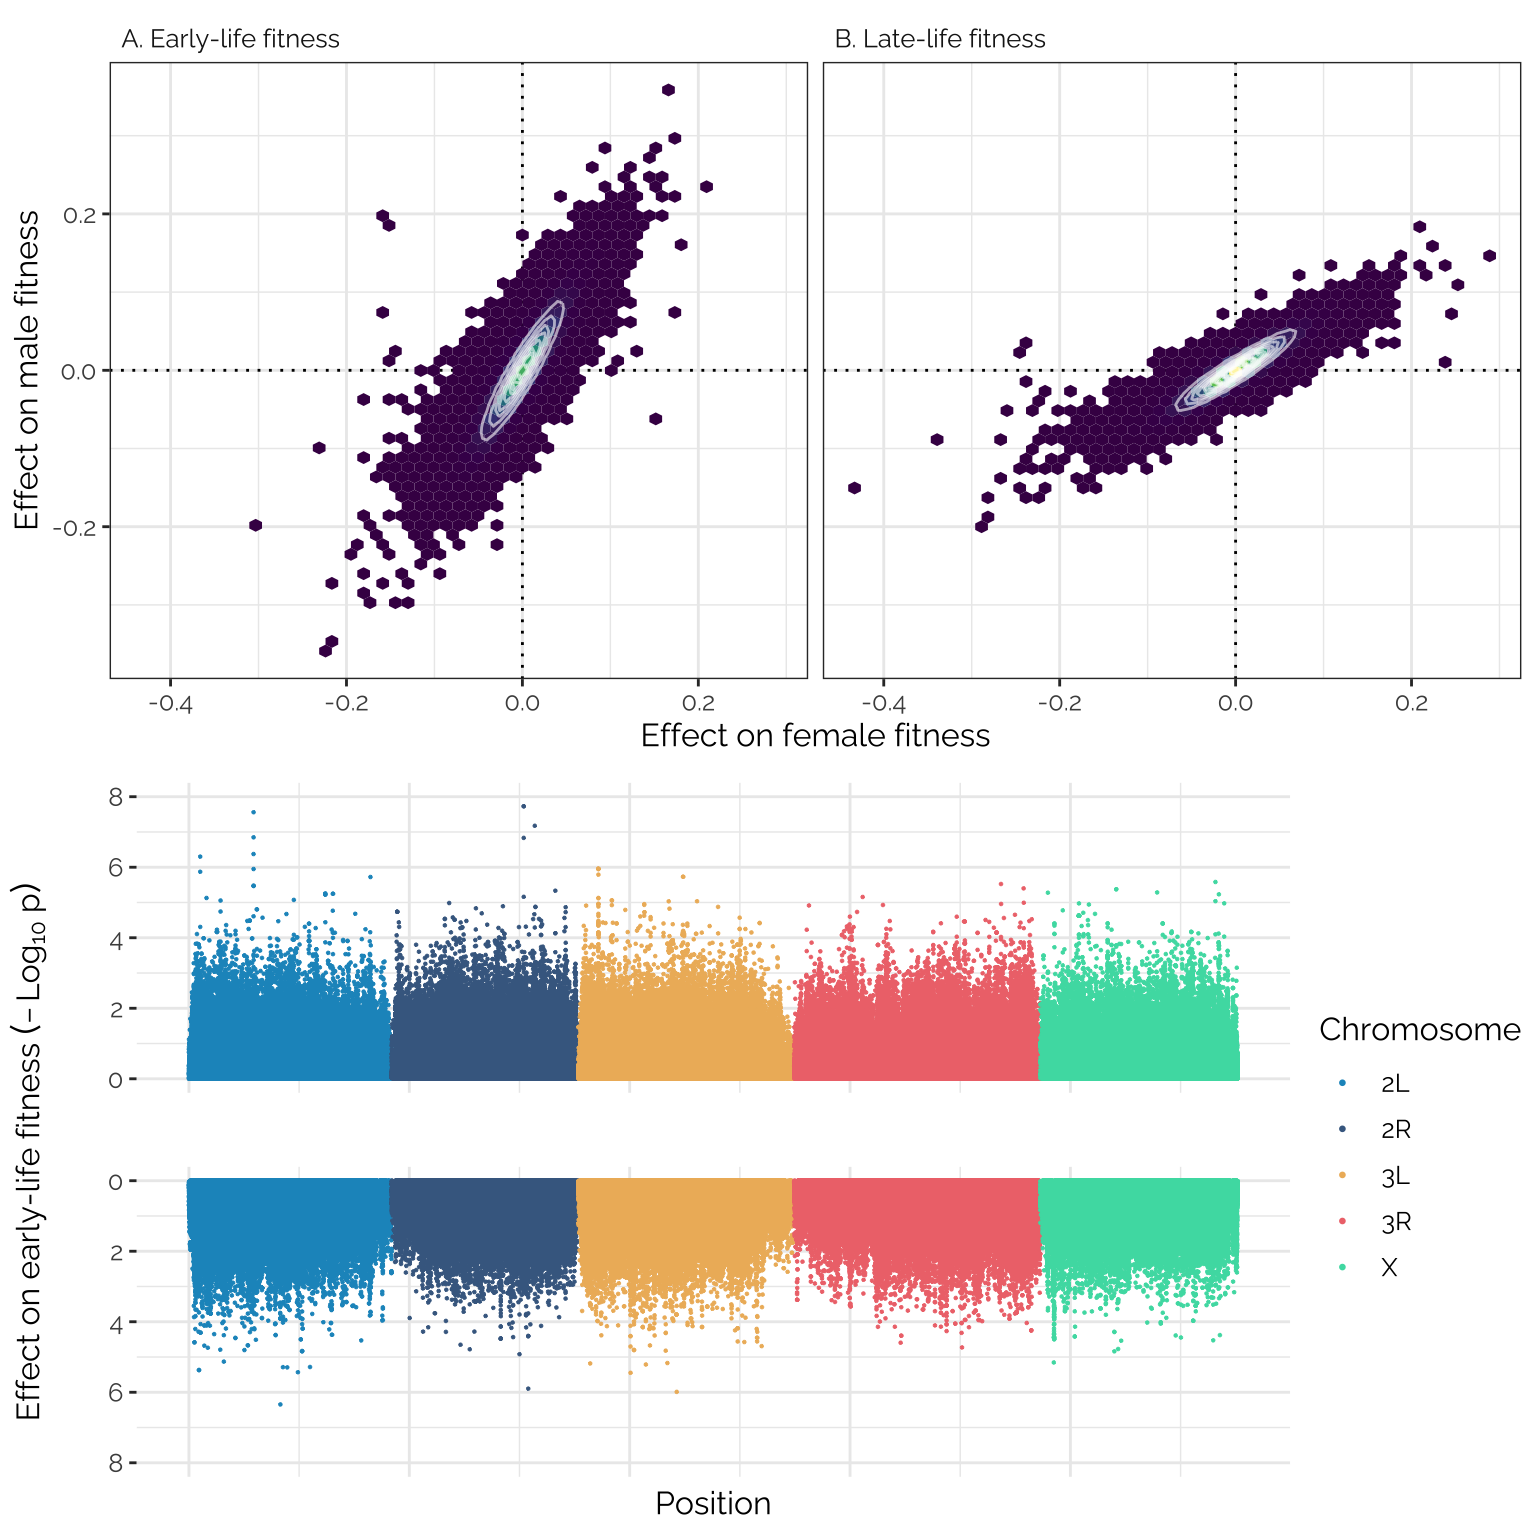 A. Early-life fitness
B. Late-life fitness
Effect on male fitness
0.2
0.0
-0.2
-0.4
-0.2
0.0
0.2
-0.4
-0.2
0.0
0.2
Effect on female fitness
Effect on early-life fitness (− Log10 p)
8
6
4
2
0
0
2
4
6
8
Position
Chromosome
2L
2R
3L
3R
X